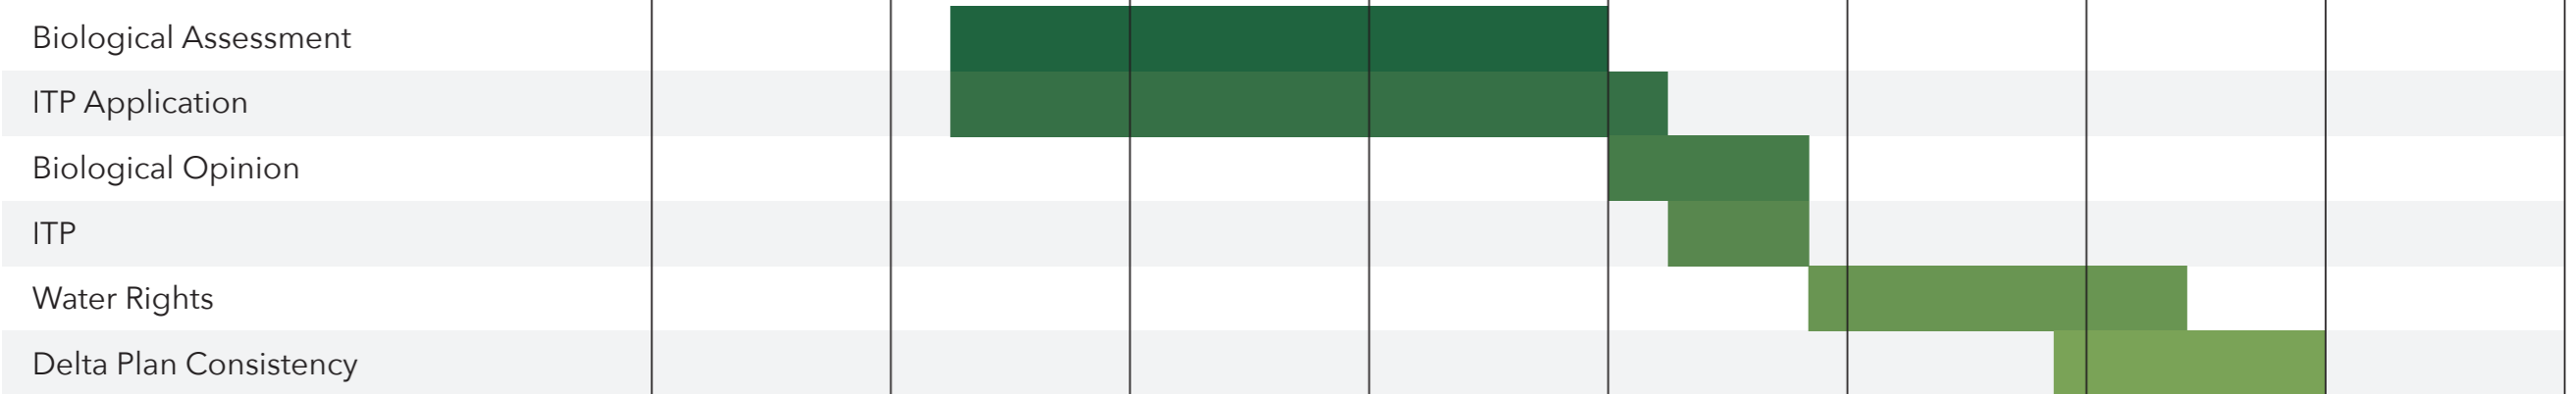 Biological Assessment
ITP Application
Biological Opinion
ITP
Water Rights
Delta Plan Consistency